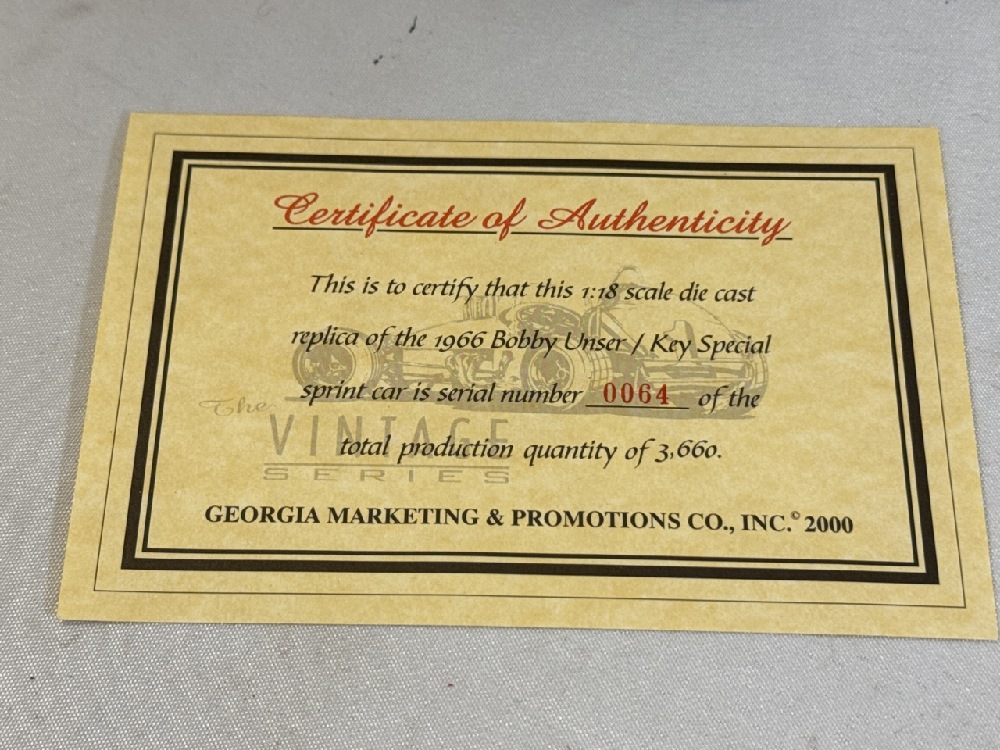 Certificate of Authenticity
This is to certify that this 1:18 scale die cast
replica of the 1966 Bobby Unser / Key Special
sprint car is serial number 0064 of the
total production quantity of 3,660.
The
VINTAGE
SERIES
GEORGIA MARKETING & PROMOTIONS CO., INC.© 2000